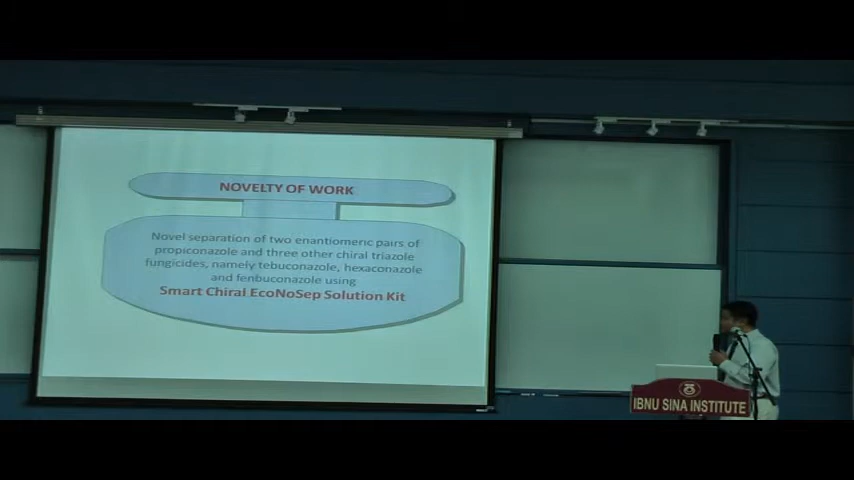 NOVELTY OF WORK
Novel separation of two enantiomeric pairs of
propiconazole and three other chiral triazole
fungicides, namely tebuconazole, hexaconazole
and fenbuconazole using
Smart Chiral EcoNoSep Solution Kit
IBNU SINA INSTITUTE